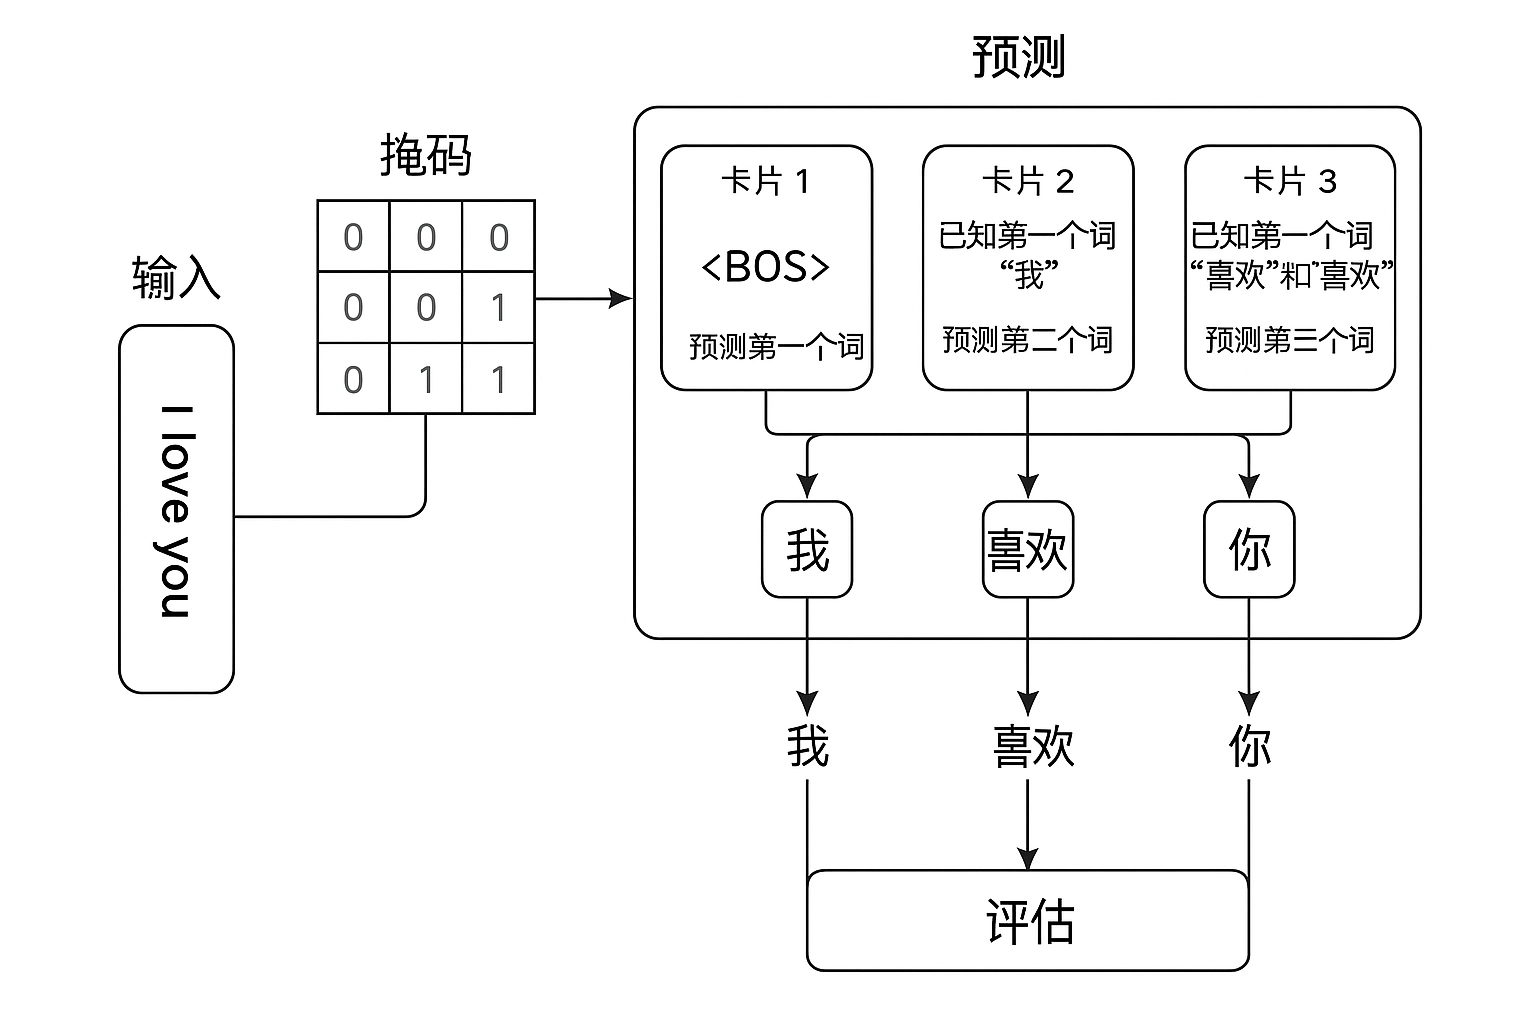 预测
掩码
0 0 0
0 0 1
0 1 1
输入
I love you
卡片 1
<BOS>
预测第一个词
卡片 2
已知第一个词
“我”
预测第二个词
卡片 3
已知第一个词
“喜欢”和“喜欢”
预测第三个词
我
喜欢
你
我
喜欢
你
评估